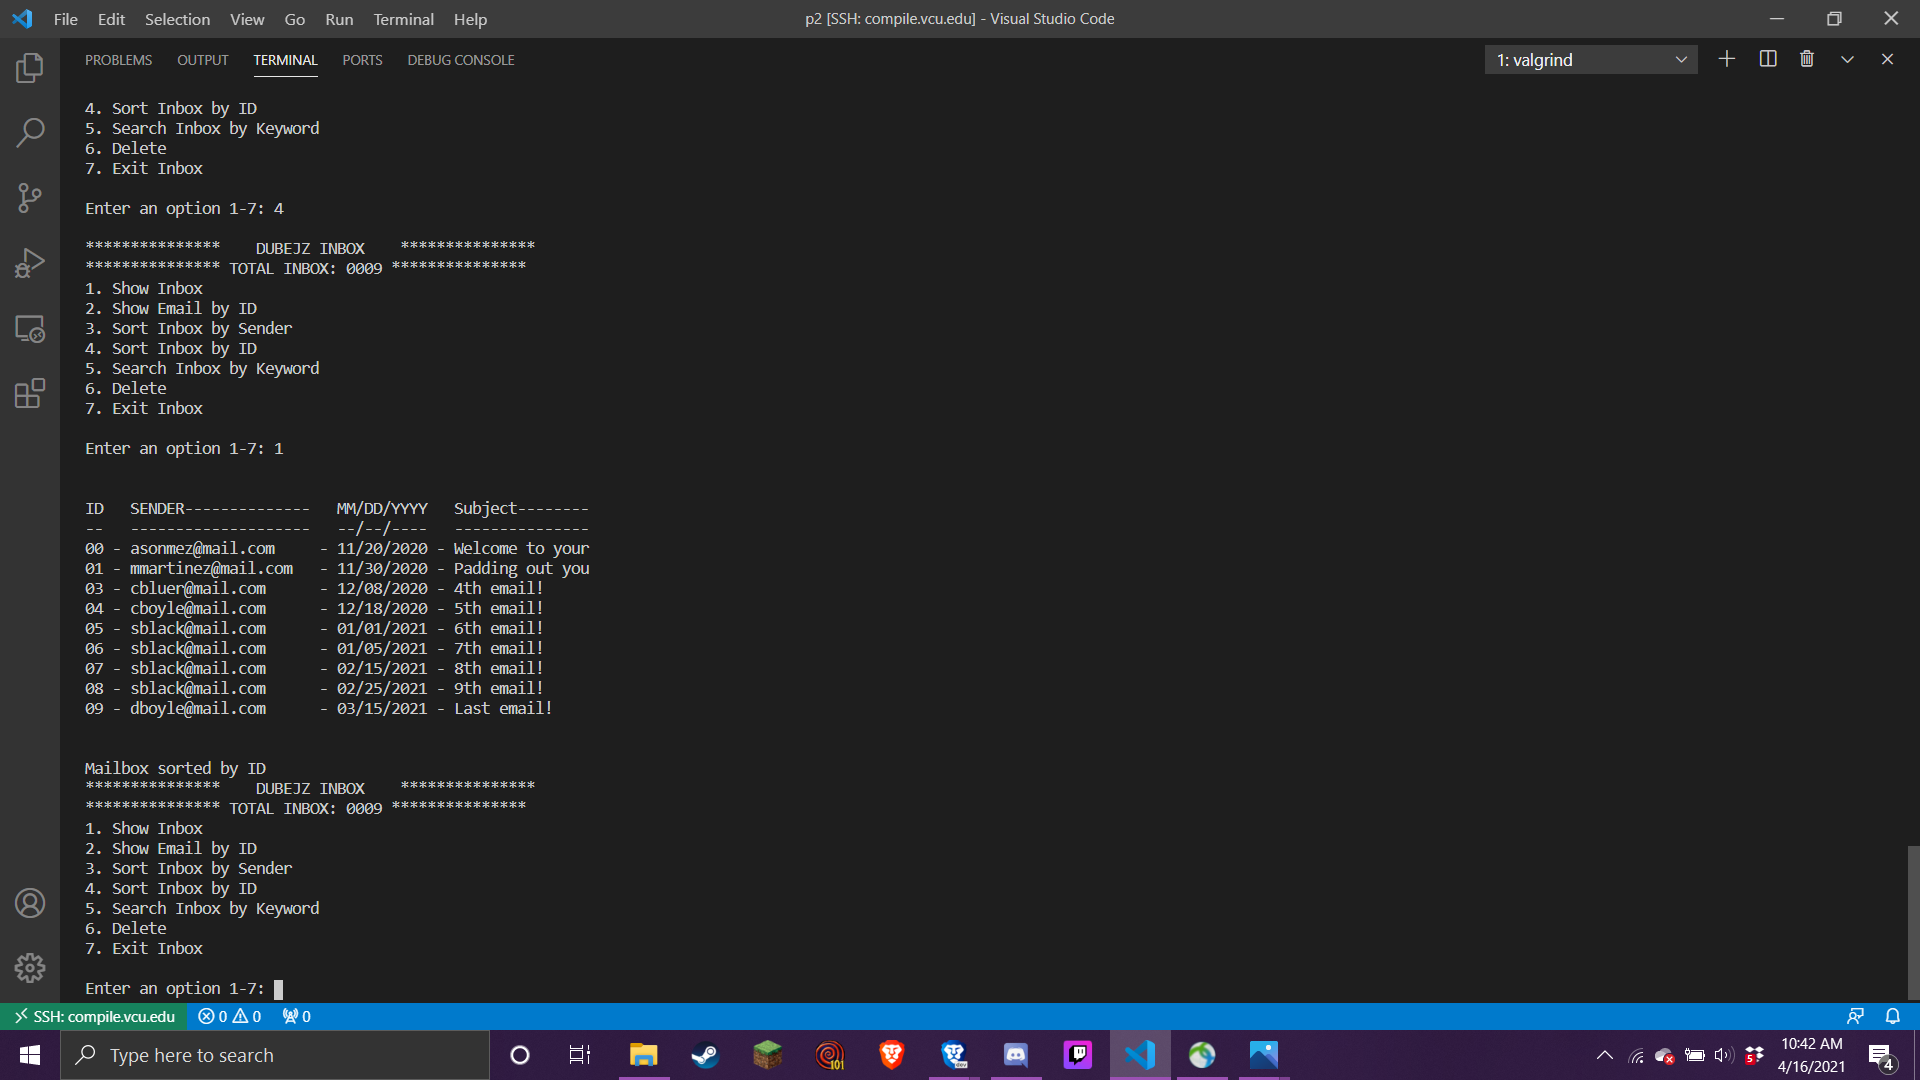 File Edit Selection View Go Run Terminal Help
p2 [SSH: compile.vcu.edu] - Visual Studio Code
PROBLEMS OUTPUT TERMINAL PORTS DEBUG CONSOLE
1: valgrind
4. Sort Inbox by ID
5. Search Inbox by Keyword
6. Delete
7. Exit Inbox
Enter an option 1-7: 4
*************** DUBEJZ INBOX ***************
*************** TOTAL INBOX: 0009 ***************
1. Show Inbox
2. Show Email by ID
3. Sort Inbox by Sender
4. Sort Inbox by ID
5. Search Inbox by Keyword
6. Delete
7. Exit Inbox
Enter an option 1-7: 1
ID SENDER-------------- MM/DD/YYYY Subject--------
-- -------------------- --/--/---- ---------------
00 - asonmez@mail.com - 11/20/2020 - Welcome to your
01 - mmartinez@mail.com - 11/30/2020 - Padding out you
03 - cbluer@mail.com - 12/08/2020 - 4th email!
04 - cboyle@mail.com - 12/18/2020 - 5th email!
05 - sblack@mail.com - 01/01/2021 - 6th email!
06 - sblack@mail.com - 01/05/2021 - 7th email!
07 - sblack@mail.com - 02/15/2021 - 8th email!
08 - sblack@mail.com - 02/25/2021 - 9th email!
09 - dboyle@mail.com - 03/15/2021 - Last email!
Mailbox sorted by ID
*************** DUBEJZ INBOX ***************
*************** TOTAL INBOX: 0009 ***************
1. Show Inbox
2. Show Email by ID
3. Sort Inbox by Sender
4. Sort Inbox by ID
5. Search Inbox by Keyword
6. Delete
7. Exit Inbox
Enter an option 1-7:
SSH: compile.vcu.edu 0 0 0
Type here to search
101
dev
5
10:42 AM
4/16/2021
4